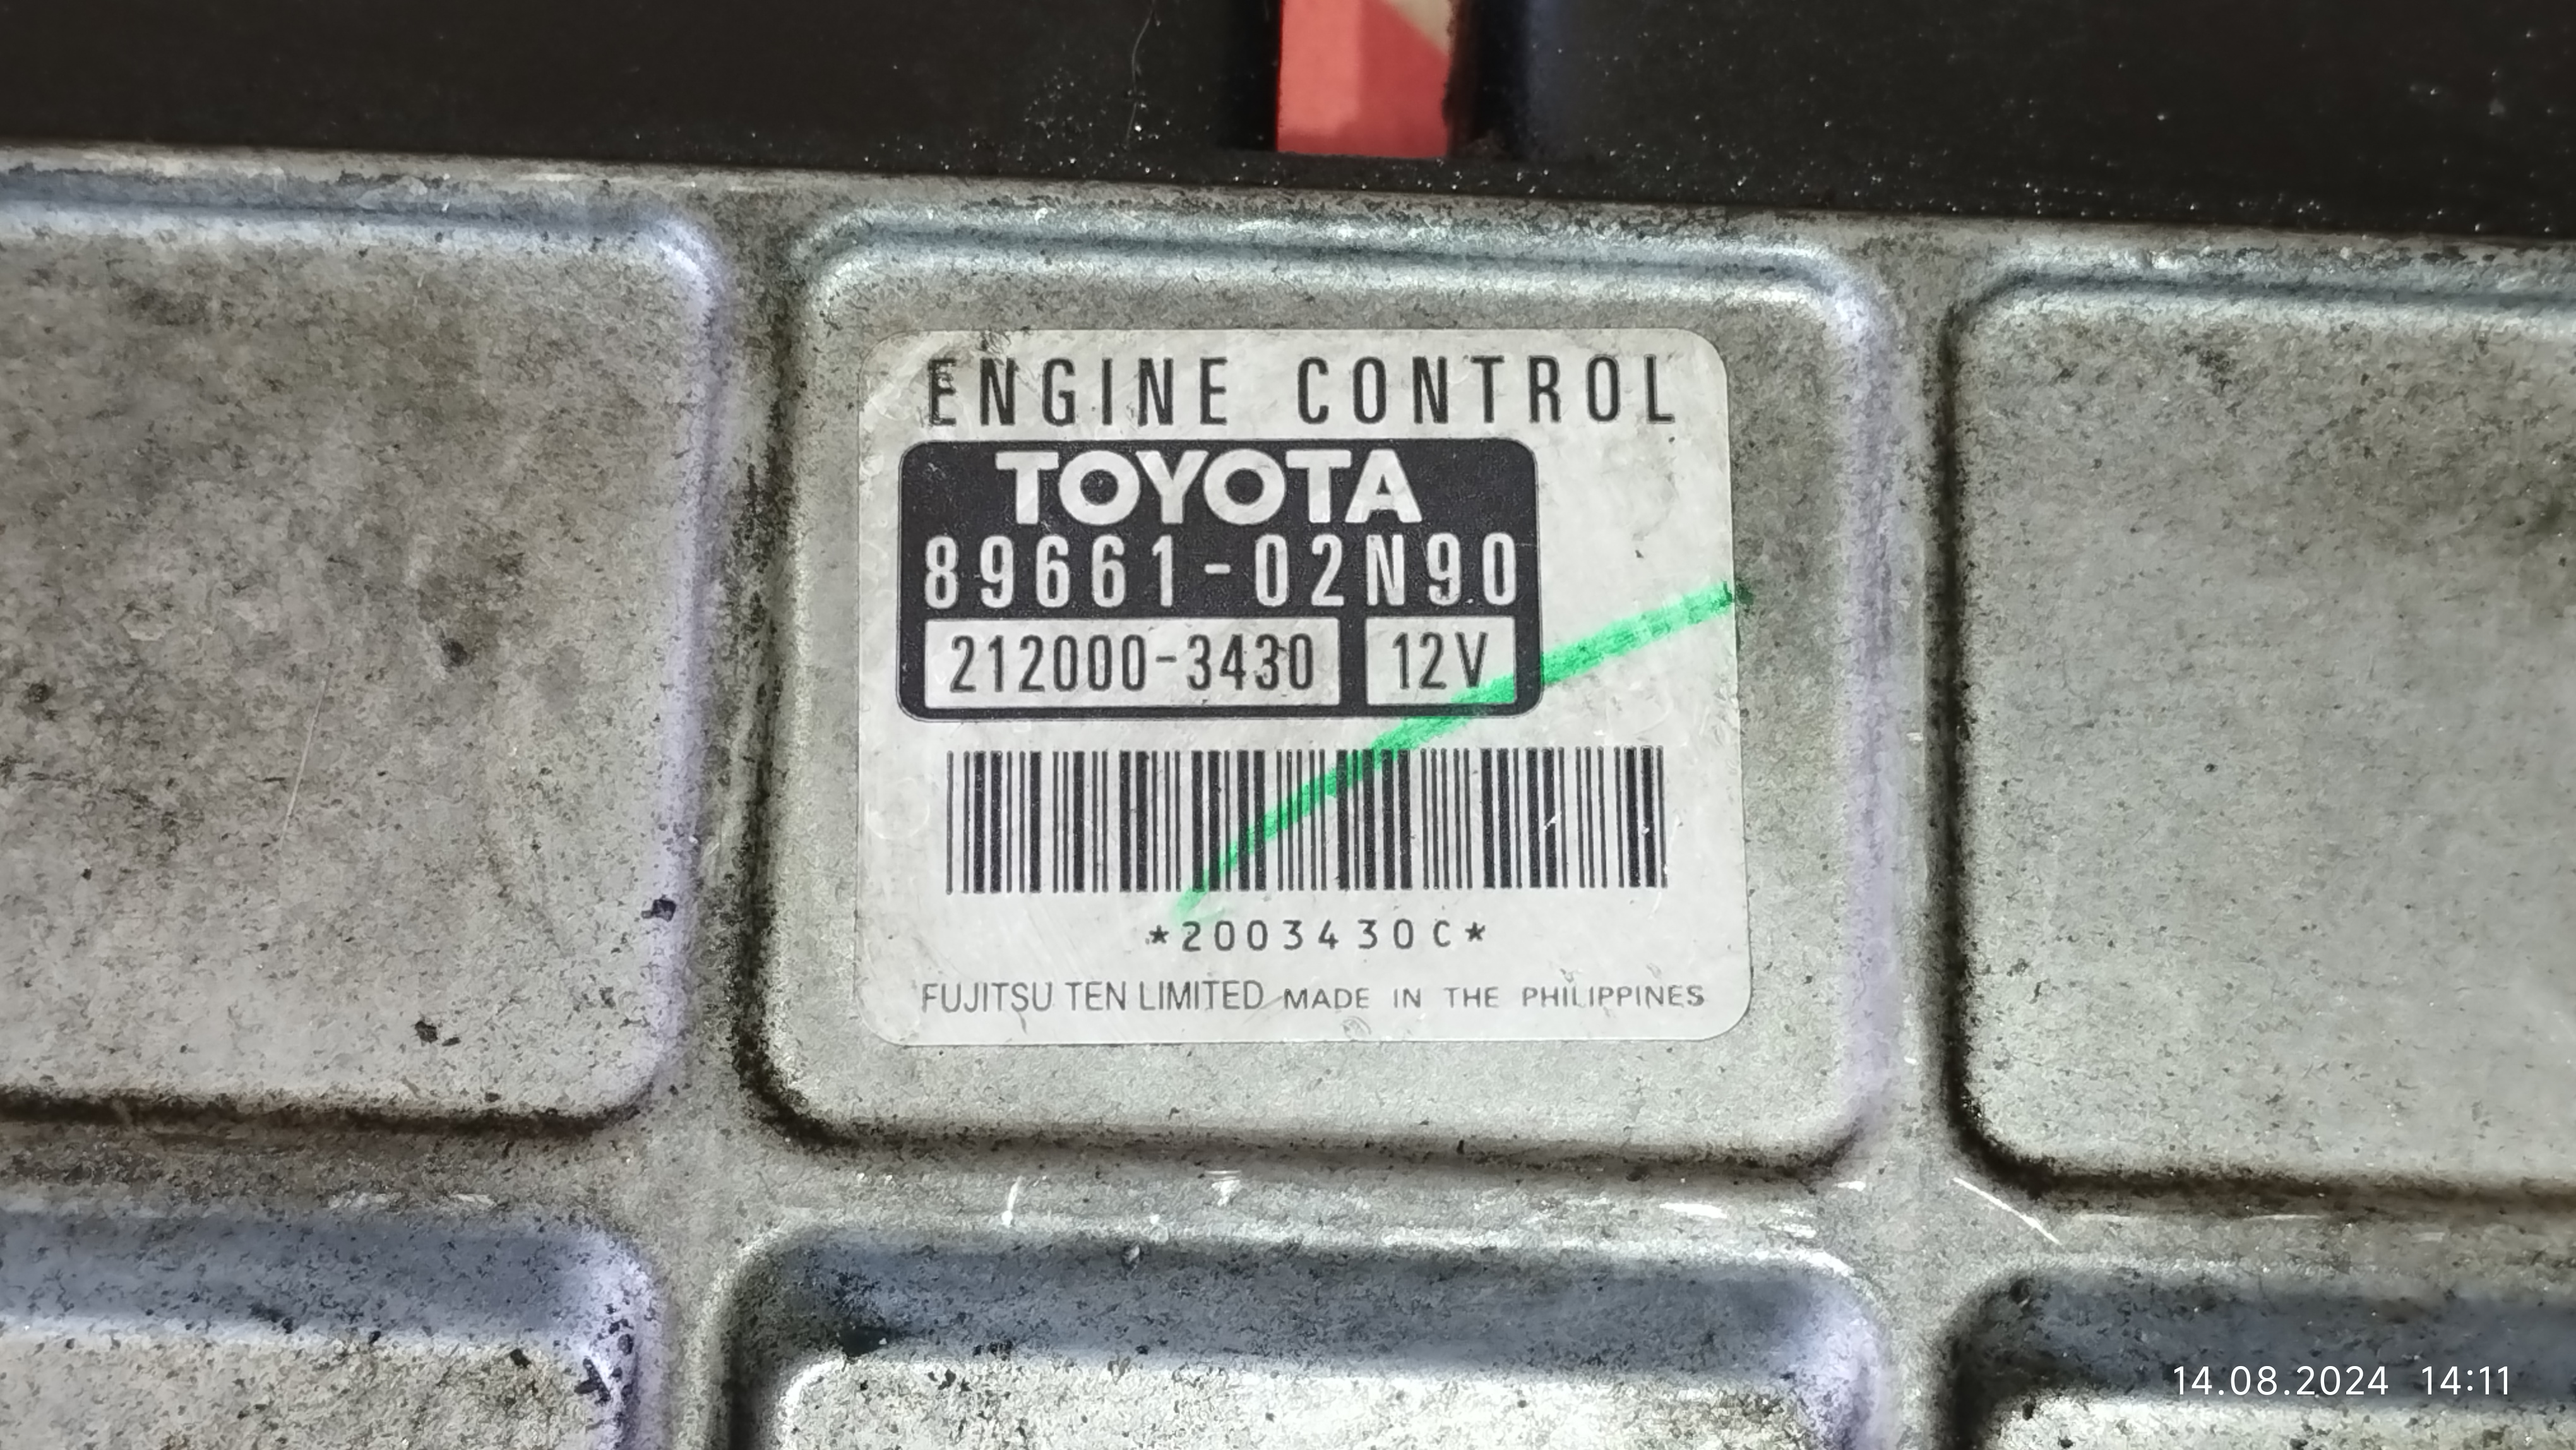 ENGINE CONTROL
TOYOTA
89661-02N90
212000-3430 12V
*2003430C*
FUJITSU TEN LIMITED MADE IN THE PHILIPPINES
14.08.2024 14:11